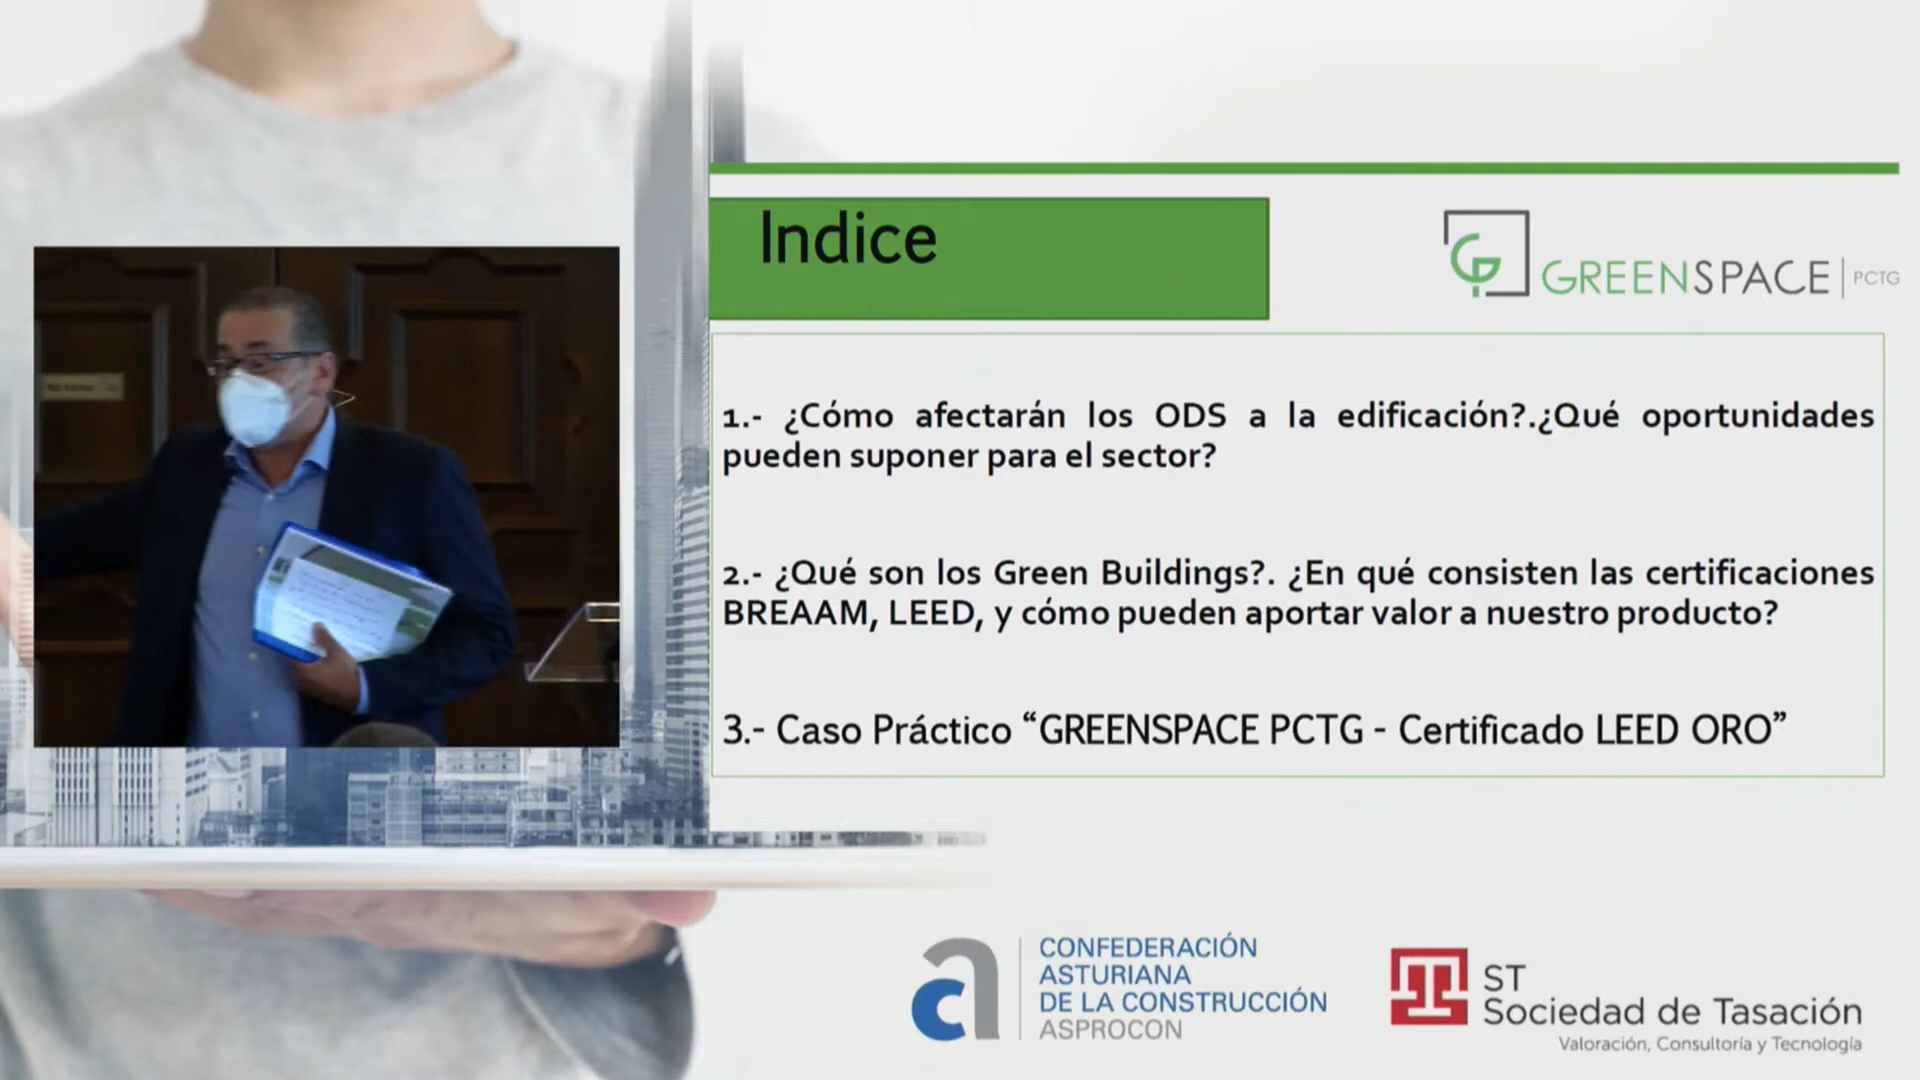 Indice
GREENSPACE PCTG
1.- ¿Cómo afectarán los ODS a la edificación?.¿Qué oportunidades
pueden suponer para el sector?
2.- ¿Qué son los Green Buildings?. ¿En qué consisten las certificaciones
BREAAM, LEED, y cómo pueden aportar valor a nuestro producto?
3.- Caso Práctico “GREENSPACE PCTG - Certificado LEED ORO”
CONFEDERACIÓN
ASTURIANA
DE LA CONSTRUCCIÓN
ASPROCON
ST
Sociedad de Tasación
Valoración, Consultoría y Tecnología